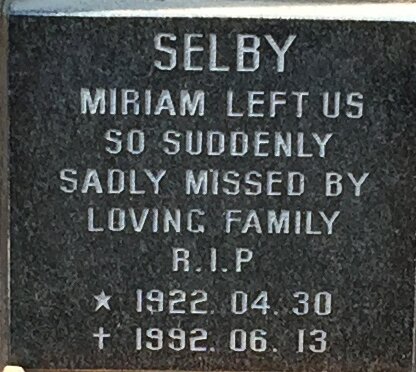 SELBY
MIRIAM LEFT US
SO SUDDENLY
SADLY MISSED BY
LOVING FAMILY
R.I.P
★ 1922. 04. 30
✝ 1992. 06. 13